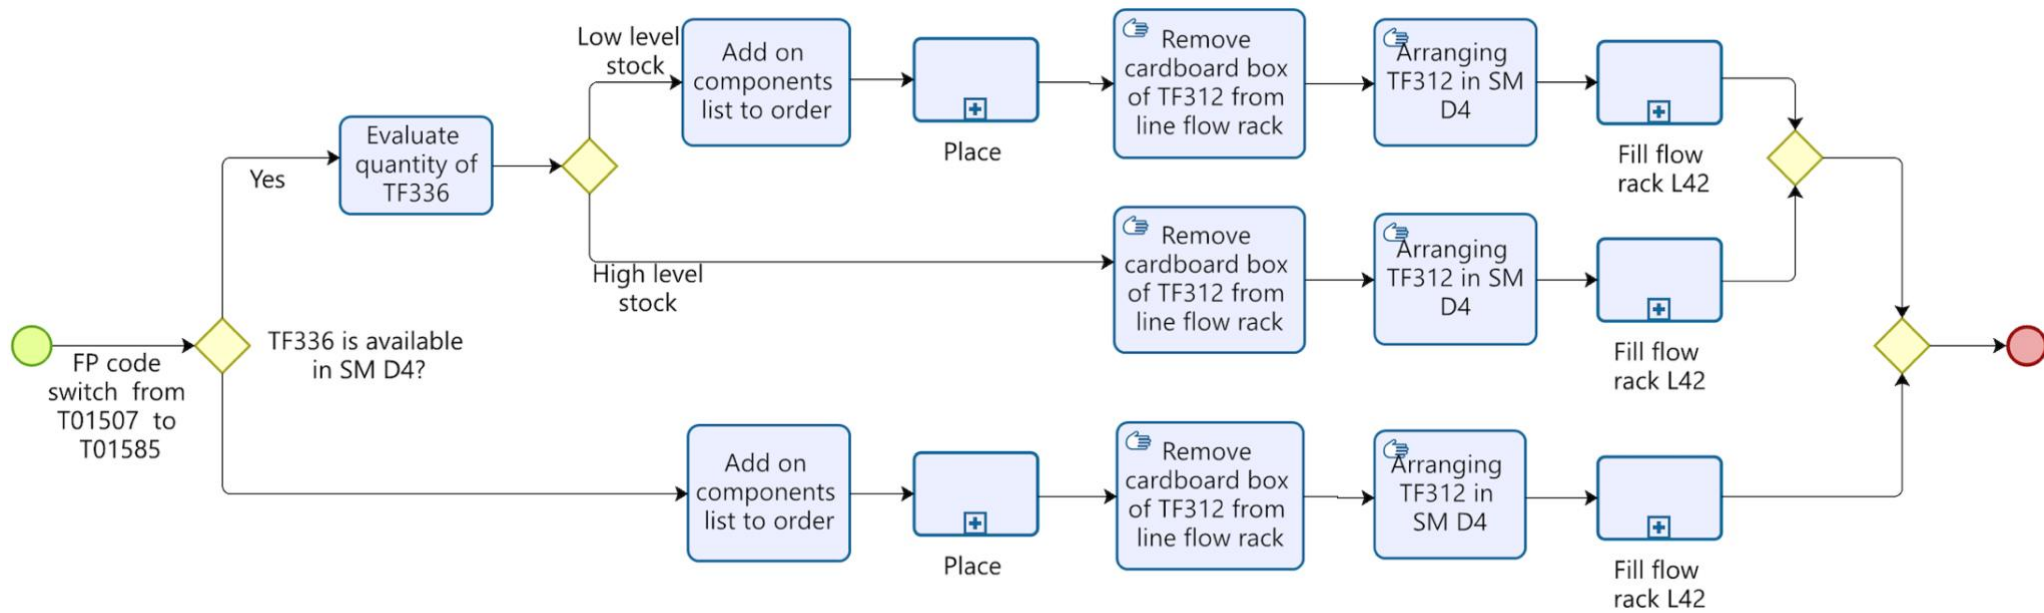 Low level
stock
Add on
components
list to order
Place
Remove
cardboard box
of TF312 from
line flow rack
Arranging
TF312 in SM
D4
Fill flow
rack L42
Evaluate
quantity of
TF336
Yes
High level
stock
Remove
cardboard box
of TF312 from
line flow rack
Arranging
TF312 in SM
D4
Fill flow
rack L42
FP code
switch from
T01507 to
T01585
TF336 is available
in SM D4?
Add on
components
list to order
Place
Remove
cardboard box
of TF312 from
line flow rack
Arranging
TF312 in
SM D4
Fill flow
rack L42